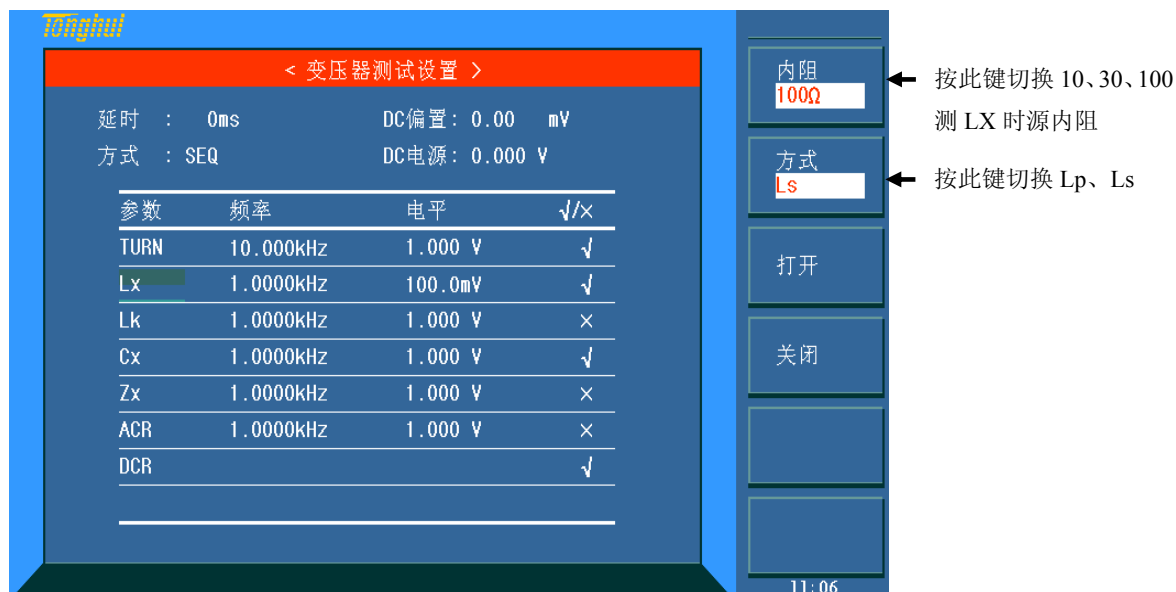 Tonghui
< 变压器测试设置 >
延时 : 0ms DC偏置: 0.00 mV
方式 : SEQ DC电源: 0.000 V
参数 频率 电平 √/×
TURN 10.000kHz 1.000 V √
Lx 1.0000kHz 100.0mV √
Lk 1.0000kHz 1.000 V ×
Cx 1.0000kHz 1.000 V √
Zx 1.0000kHz 1.000 V ×
ACR 1.0000kHz 1.000 V ×
DCR √
内阻
100Ω
方式
Ls
打开
关闭
11:06
按此键切换 10、30、100
测 LX 时源内阻
按此键切换 Lp、Ls